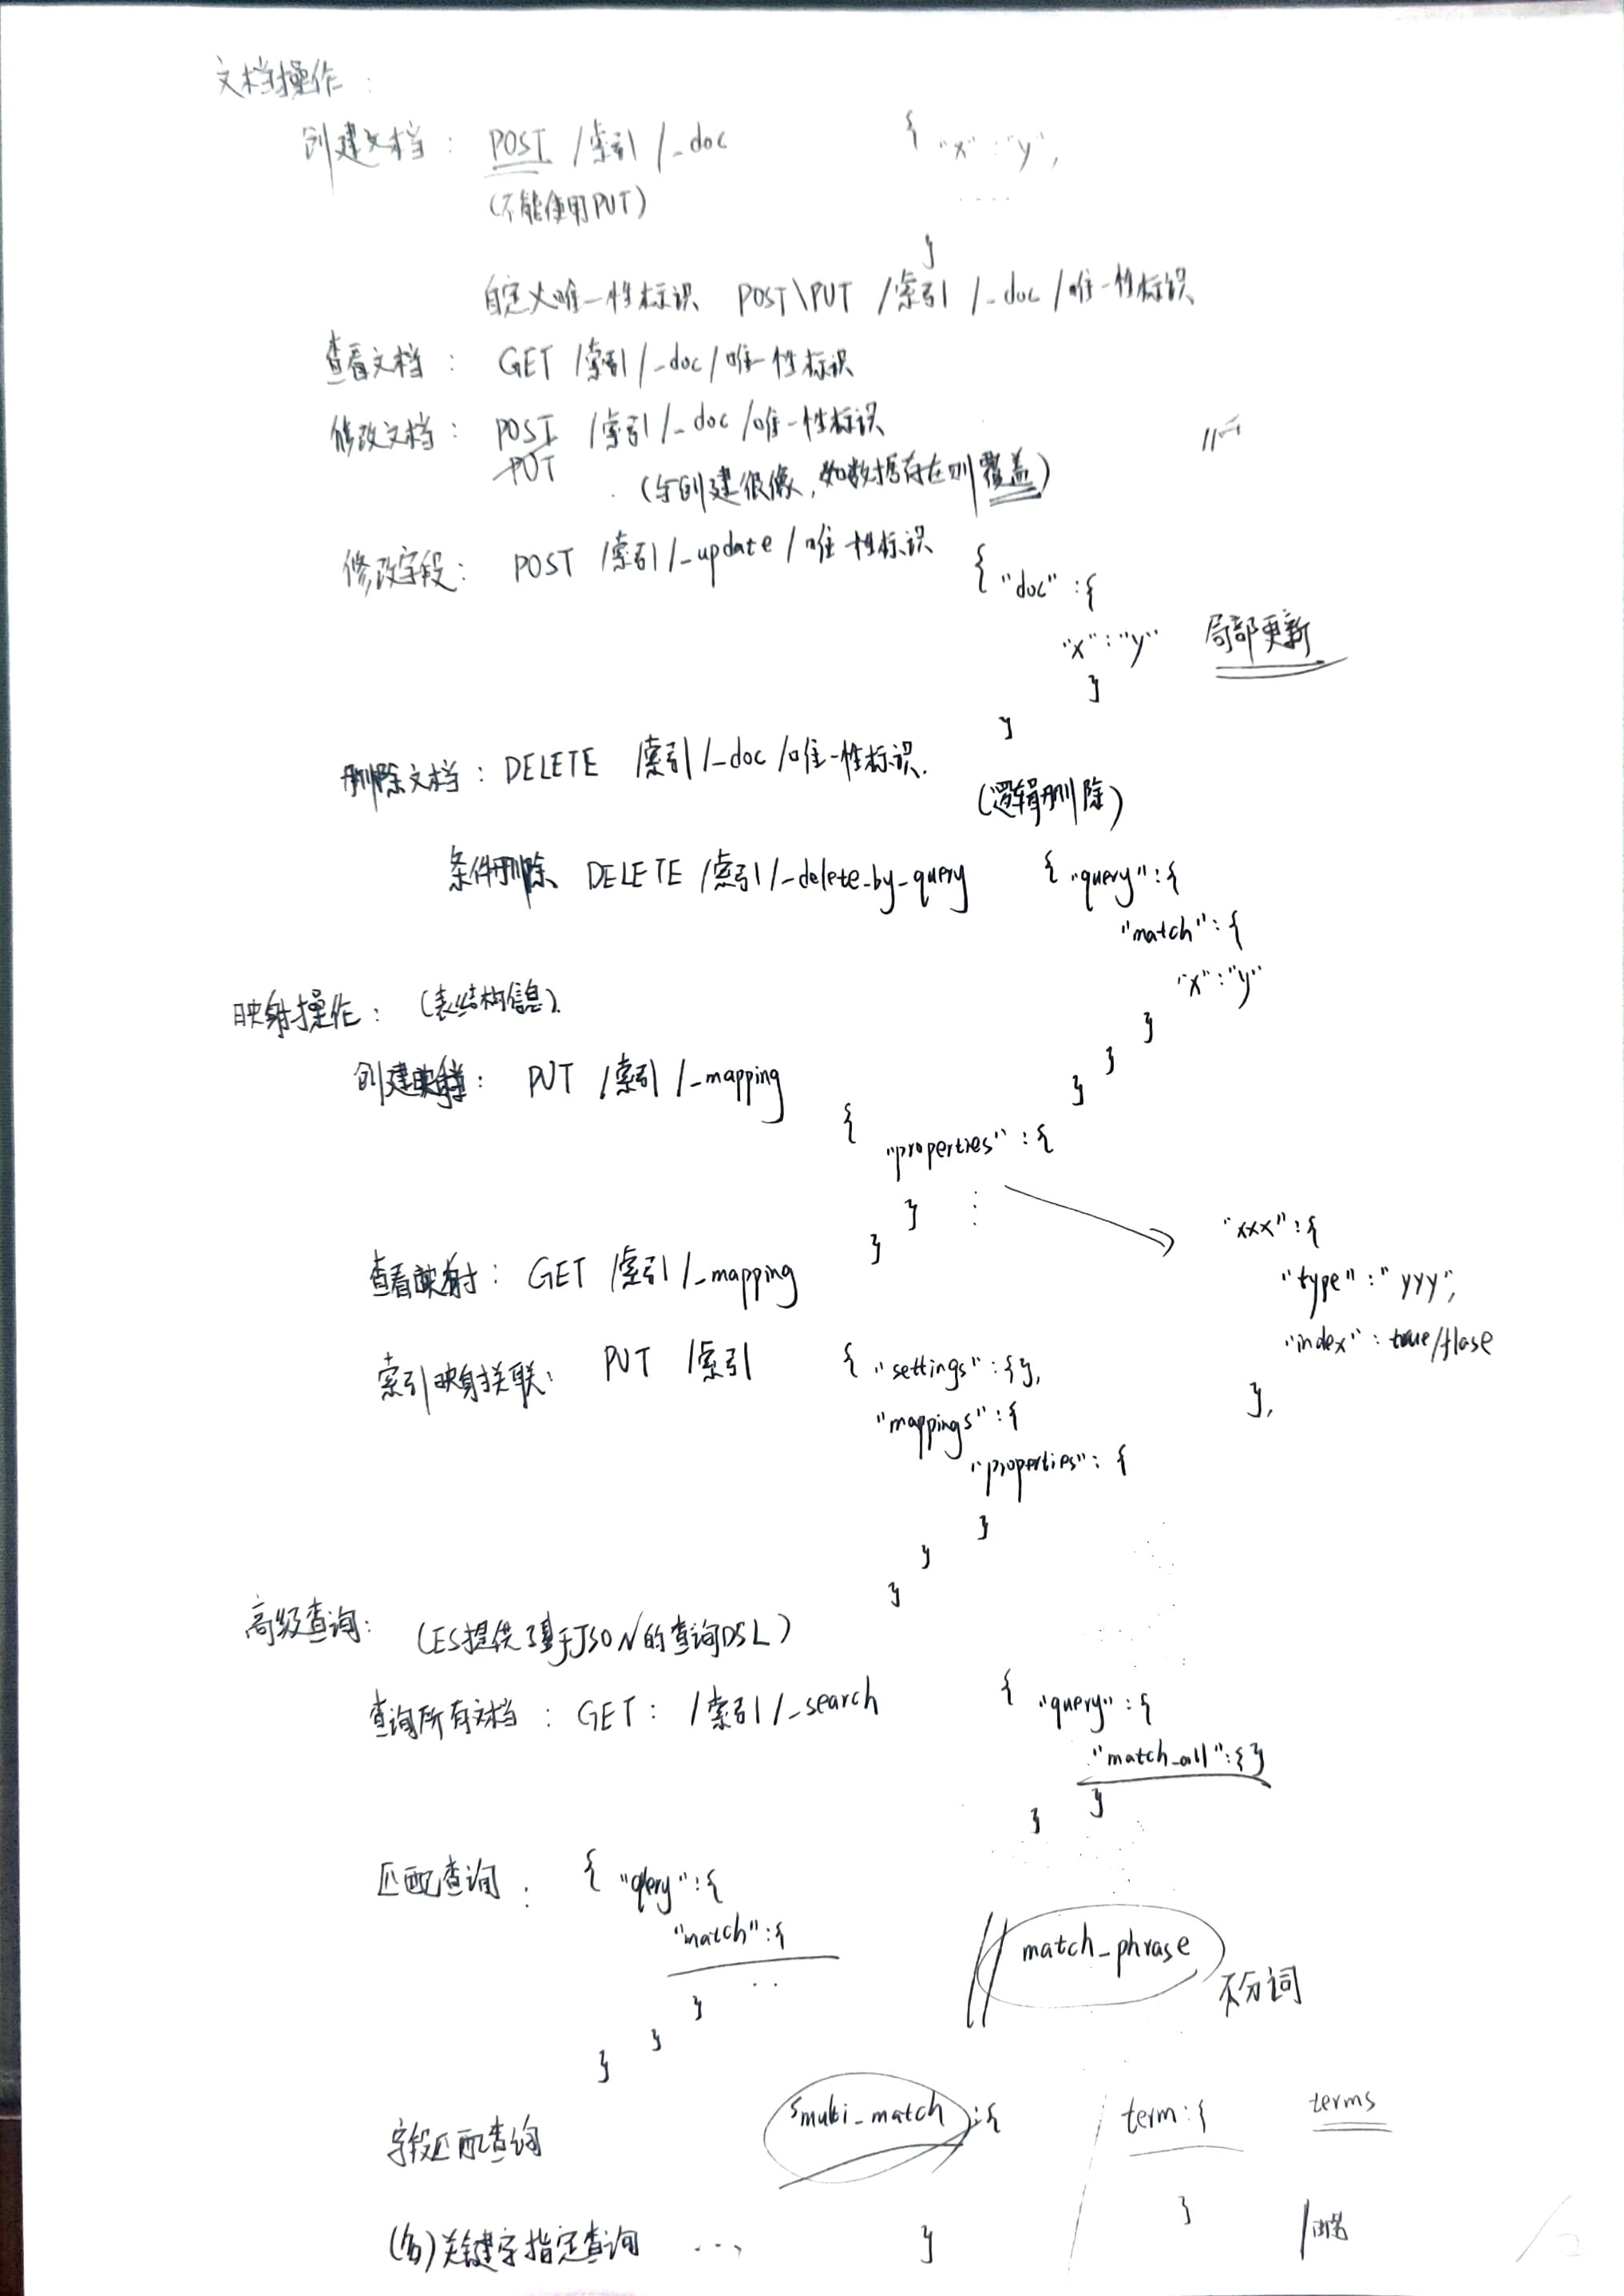 文档操作：
创建文档： POST /索引/_doc { "x":"y",
(不能使用PUT) ....
}
自定义唯一性标识 POST\PUT /索引/_doc/唯一性标识
查看文档： GET /索引/_doc/唯一性标识
修改文档： POST /索引/_doc/唯一性标识
PUT (与创建很像,如数据存在则覆盖)
修改字段： POST /索引/_update/唯一性标识 { "doc":{
"x":"y" 局部更新
}
}
删除文档： DELETE /索引/_doc/唯一性标识.
(逻辑删除)
条件删除 DELETE /索引/_delete_by_query { "query":{
"match":{
"x":"y"
}
}
}
映射操作： (表结构信息).
创建映射： PUT /索引/_mapping
{
"properties":{
}
}
"xxx":{
"type":"yyy",
"index":true/flase
},
查看映射： GET /索引/_mapping
索引映射关联： PUT /索引 { "settings":{},
"mappings":{
"properties":{
}
}
}
高级查询： (ES提供了基于JSON的查询DSL)
查询所有文档： GET: /索引/_search { "query":{
"match_all":{}
}
}
匹配查询： { "qery":{
"match":{
..
}
}
}
match_phrase
不分词
字段匹配查询 multi_match :{ term:{ terms
(多)关键字指定查询 ..., } }